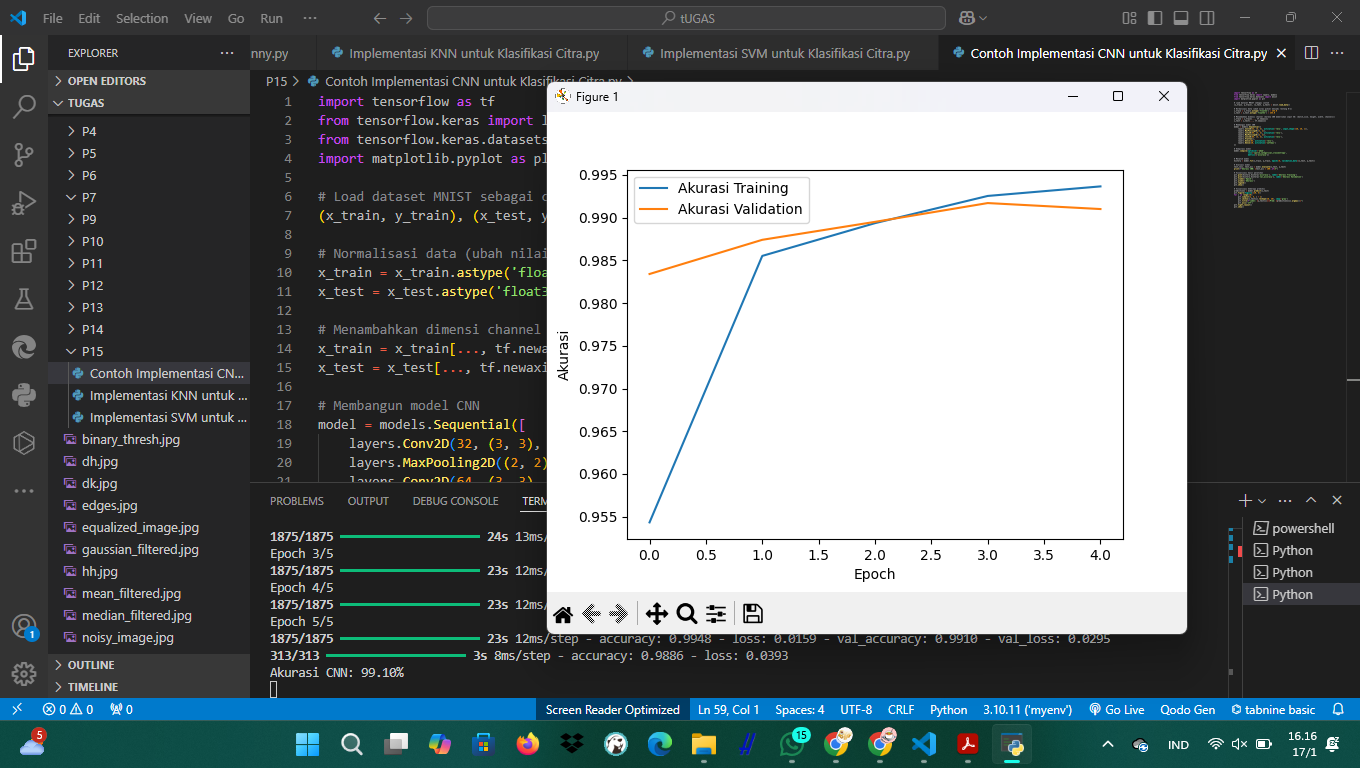 File Edit Selection View Go Run ··· tUGAS
EXPLORER ···
OPEN EDITORS
TUGAS
P4
P5
P6
P7
P9
P10
P11
P12
P13
P14
P15
Contoh Implementasi CN...
Implementasi KNN untuk ...
Implementasi SVM untuk ...
binary_thresh.jpg
dh.jpg
dk.jpg
edges.jpg
equalized_image.jpg
gaussian_filtered.jpg
hh.jpg
mean_filtered.jpg
median_filtered.jpg
noisy_image.jpg
OUTLINE
TIMELINE
nny.py Implementasi KNN untuk Klasifikasi Citra.py Implementasi SVM untuk Klasifikasi Citra.py Contoh Implementasi CNN untuk Klasifikasi Citra.py
P15 > Contoh Implementasi CNN untuk Klasifikasi Citra.py >
1 import tensorflow as tf
2 from tensorflow.keras import l
3 from tensorflow.keras.datasets
4 import matplotlib.pyplot as pl
5
6 # Load dataset MNIST sebagai c
7 (x_train, y_train), (x_test, y
8
9 # Normalisasi data (ubah nilai
10 x_train = x_train.astype('floa
11 x_test = x_test.astype('float3
12
13 # Menambahkan dimensi channel
14 x_train = x_train[..., tf.newa
15 x_test = x_test[..., tf.newaxi
16
17 # Membangun model CNN
18 model = models.Sequential([
19 layers.Conv2D(32, (3, 3),
20 layers.MaxPooling2D((2, 2)
21 layers.Conv2D(64, (3, 3),
Figure 1
Akurasi Training
Akurasi Validation
0.995
0.990
0.985
0.980
0.975
0.970
0.965
0.960
0.955
Akurasi
0.0 0.5 1.0 1.5 2.0 2.5 3.0 3.5 4.0
Epoch
PROBLEMS OUTPUT DEBUG CONSOLE TERM
1875/1875 24s 13ms/
Epoch 3/5
1875/1875 23s 12ms/
Epoch 4/5
1875/1875 23s 12ms/
Epoch 5/5
1875/1875 23s 12ms/step - accuracy: 0.9948 - loss: 0.0159 - val_accuracy: 0.9910 - val_loss: 0.0295
313/313 3s 8ms/step - accuracy: 0.9886 - loss: 0.0393
Akurasi CNN: 99.10%
powershell
Python
Python
Python
1
0 0 0 Screen Reader Optimized Ln 59, Col 1 Spaces: 4 UTF-8 CRLF Python 3.10.11 ('myenv') Go Live Qodo Gen tabnine basic
5 15 IND 16.16
17/1